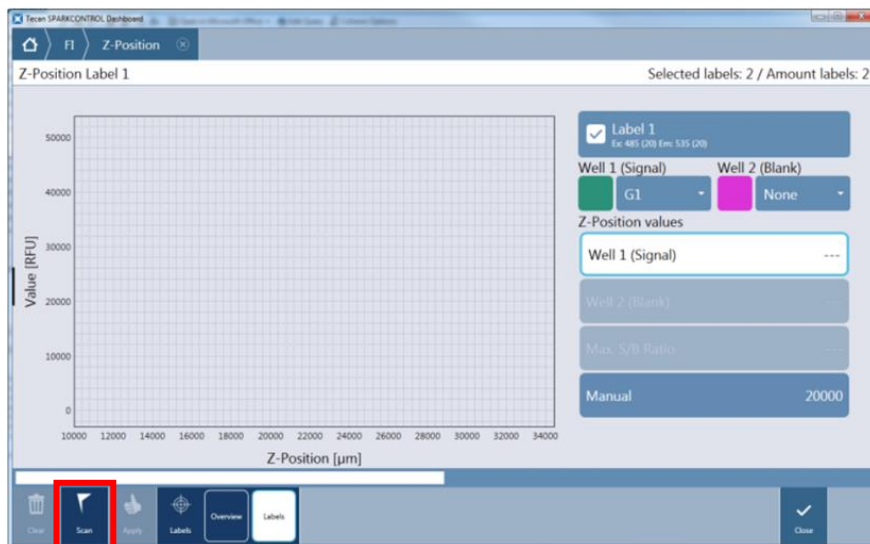 Tecan SPARKCONTROL Dashboard
FI Z-Position
Z-Position Label 1
Selected labels: 2 / Amount labels: 2
Value [RFU]
50000
40000
30000
20000
10000
0
10000 12000 14000 16000 18000 20000 22000 24000 26000 28000 30000 32000 34000
Z-Position [µm]
Label 1
Ex: 485 (20) Em: 535 (20)
Well 1 (Signal) Well 2 (Blank)
G1 None
Z-Position values
Well 1 (Signal) ---
Well 2 (Blank) ---
Max. S/B Ratio ---
Manual 20000
Clear Scan Apply Labels Overview Labels Close